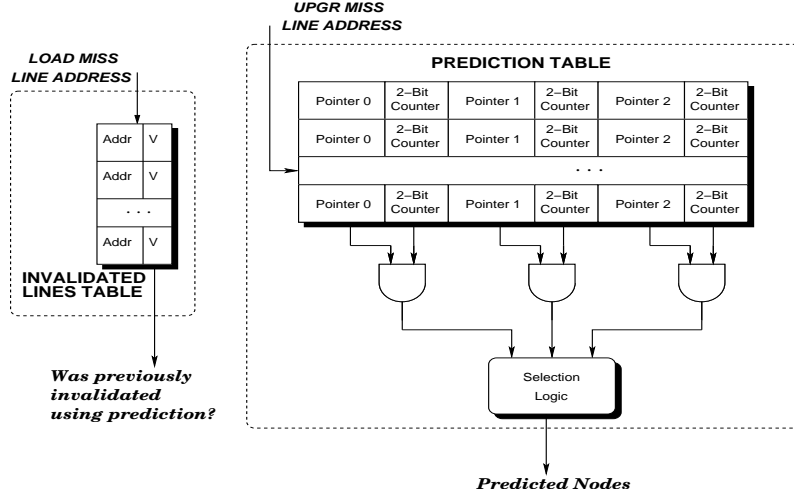 LOAD MISS
LINE ADDRESS
Addr V
Addr V
. . .
Addr V
INVALIDATED
LINES TABLE
Was previously
invalidated
using prediction?
UPGR MISS
LINE ADDRESS
PREDICTION TABLE
Pointer 0 2-Bit Counter Pointer 1 2-Bit Counter Pointer 2 2-Bit Counter
Pointer 0 2-Bit Counter Pointer 1 2-Bit Counter Pointer 2 2-Bit Counter
. . .
Pointer 0 2-Bit Counter Pointer 1 2-Bit Counter Pointer 2 2-Bit Counter
Selection
Logic
Predicted Nodes